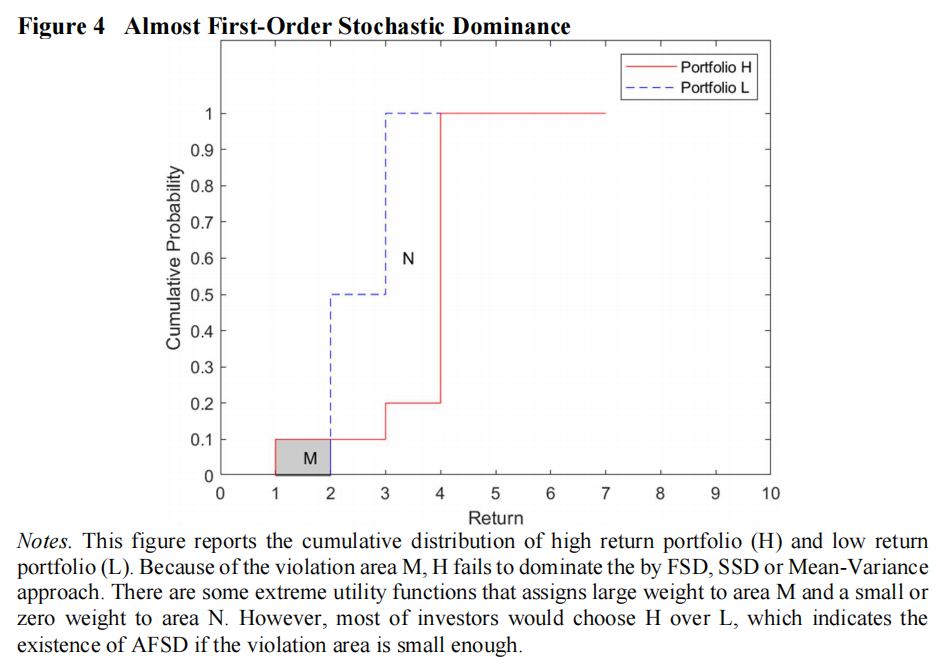 Figure 4 Almost First-Order Stochastic Dominance
Portfolio H
Portfolio L
1
0.9
0.8
0.7
0.6
0.5
0.4
0.3
0.2
0.1
0
Cumulative Probability
N
M
0 1 2 3 4 5 6 7 8 9 10
Return
Notes. This figure reports the cumulative distribution of high return portfolio (H) and low return
portfolio (L). Because of the violation area M, H fails to dominate the by FSD, SSD or Mean-Variance
approach. There are some extreme utility functions that assigns large weight to area M and a small or
zero weight to area N. However, most of investors would choose H over L, which indicates the
existence of AFSD if the violation area is small enough.